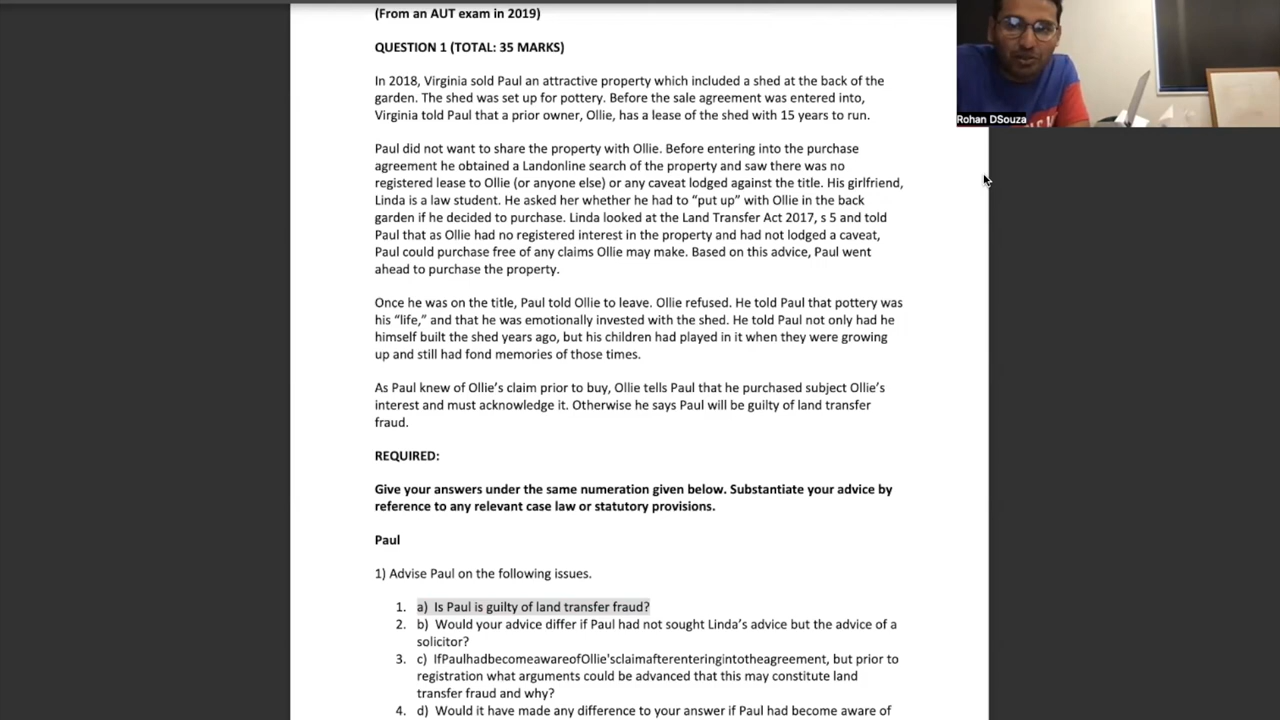 (From an AUT exam in 2019)
QUESTION 1 (TOTAL: 35 MARKS)
In 2018, Virginia sold Paul an attractive property which included a shed at the back of the
garden. The shed was set up for pottery. Before the sale agreement was entered into,
Virginia told Paul that a prior owner, Ollie, has a lease of the shed with 15 years to run.
Paul did not want to share the property with Ollie. Before entering into the purchase
agreement he obtained a Landonline search of the property and saw there was no
registered lease to Ollie (or anyone else) or any caveat lodged against the title. His girlfriend,
Linda is a law student. He asked her whether he had to “put up” with Ollie in the back
garden if he decided to purchase. Linda looked at the Land Transfer Act 2017, s 5 and told
Paul that as Ollie had no registered interest in the property and had not lodged a caveat,
Paul could purchase free of any claims Ollie may make. Based on this advice, Paul went
ahead to purchase the property.
Once he was on the title, Paul told Ollie to leave. Ollie refused. He told Paul that pottery was
his “life,” and that he was emotionally invested with the shed. He told Paul not only had he
himself built the shed years ago, but his children had played in it when they were growing
up and still had fond memories of those times.
As Paul knew of Ollie’s claim prior to buy, Ollie tells Paul that he purchased subject Ollie’s
interest and must acknowledge it. Otherwise he says Paul will be guilty of land transfer
fraud.
REQUIRED:
Give your answers under the same numeration given below. Substantiate your advice by
reference to any relevant case law or statutory provisions.
Paul
1) Advise Paul on the following issues.
1. a) Is Paul is guilty of land transfer fraud?
2. b) Would your advice differ if Paul had not sought Linda’s advice but the advice of a
solicitor?
3. c) IfPaulhadbecomeawareofOllie'sclaimafterenteringintotheagreement, but prior to
registration what arguments could be advanced that this may constitute land
transfer fraud and why?
4. d) Would it have made any difference to your answer if Paul had become aware of
Rohan DSouza